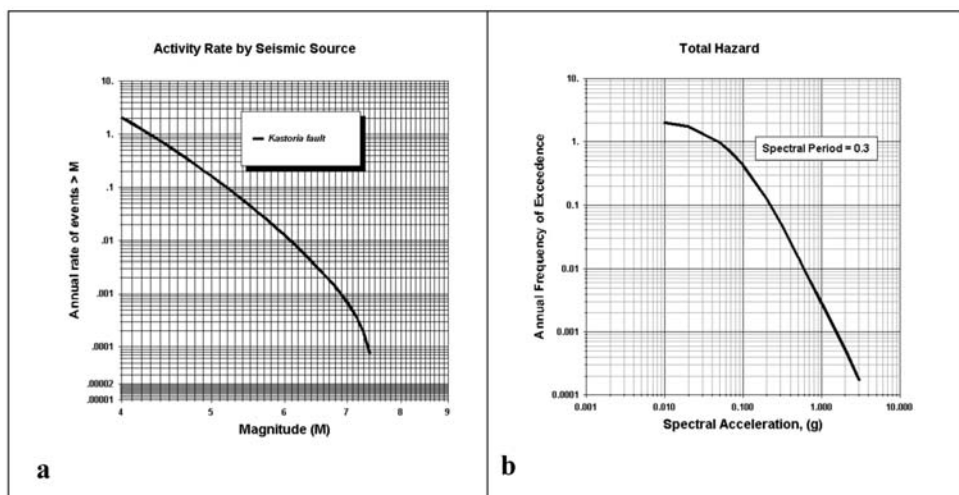 Activity Rate by Seismic Source
Annual rate of events > M
10.
1.
.1
.01
.001
.0001
.00002
.00001
Kastoria fault
4 5 6 7 8 9
Magnitude (M)
a
Total Hazard
Annual Frequency of Exceedence
10.
1.
0.1
0.01
0.001
0.0001
Spectral Period = 0.3
0.001 0.010 0.100 1.000 10.000
Spectral Acceleration, (g)
b